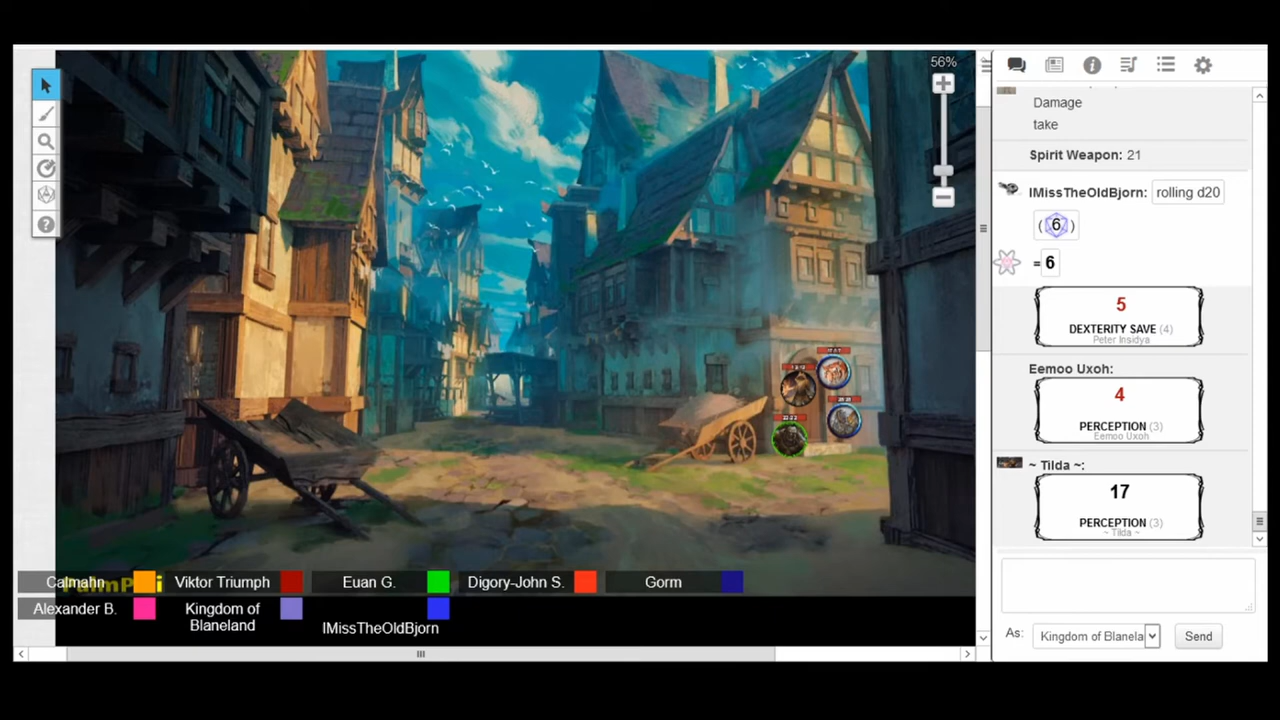 56%
Damage
take
Spirit Weapon: 21
IMissTheOldBjorn: rolling d20
(6)
=6
5
DEXTERITY SAVE (4)
Peter Insidya
Eemoo Uxoh:
4
PERCEPTION (3)
Eemoo Uxoh
~ Tilda ~:
17
PERCEPTION (3)
~ Tilda ~
Calmahn
Viktor Triumph
Euan G.
Digory-John S.
Gorm
Alexander B.
Kingdom of
Blaneland
IMissTheOldBjorn
As: Kingdom of Blanela
Send